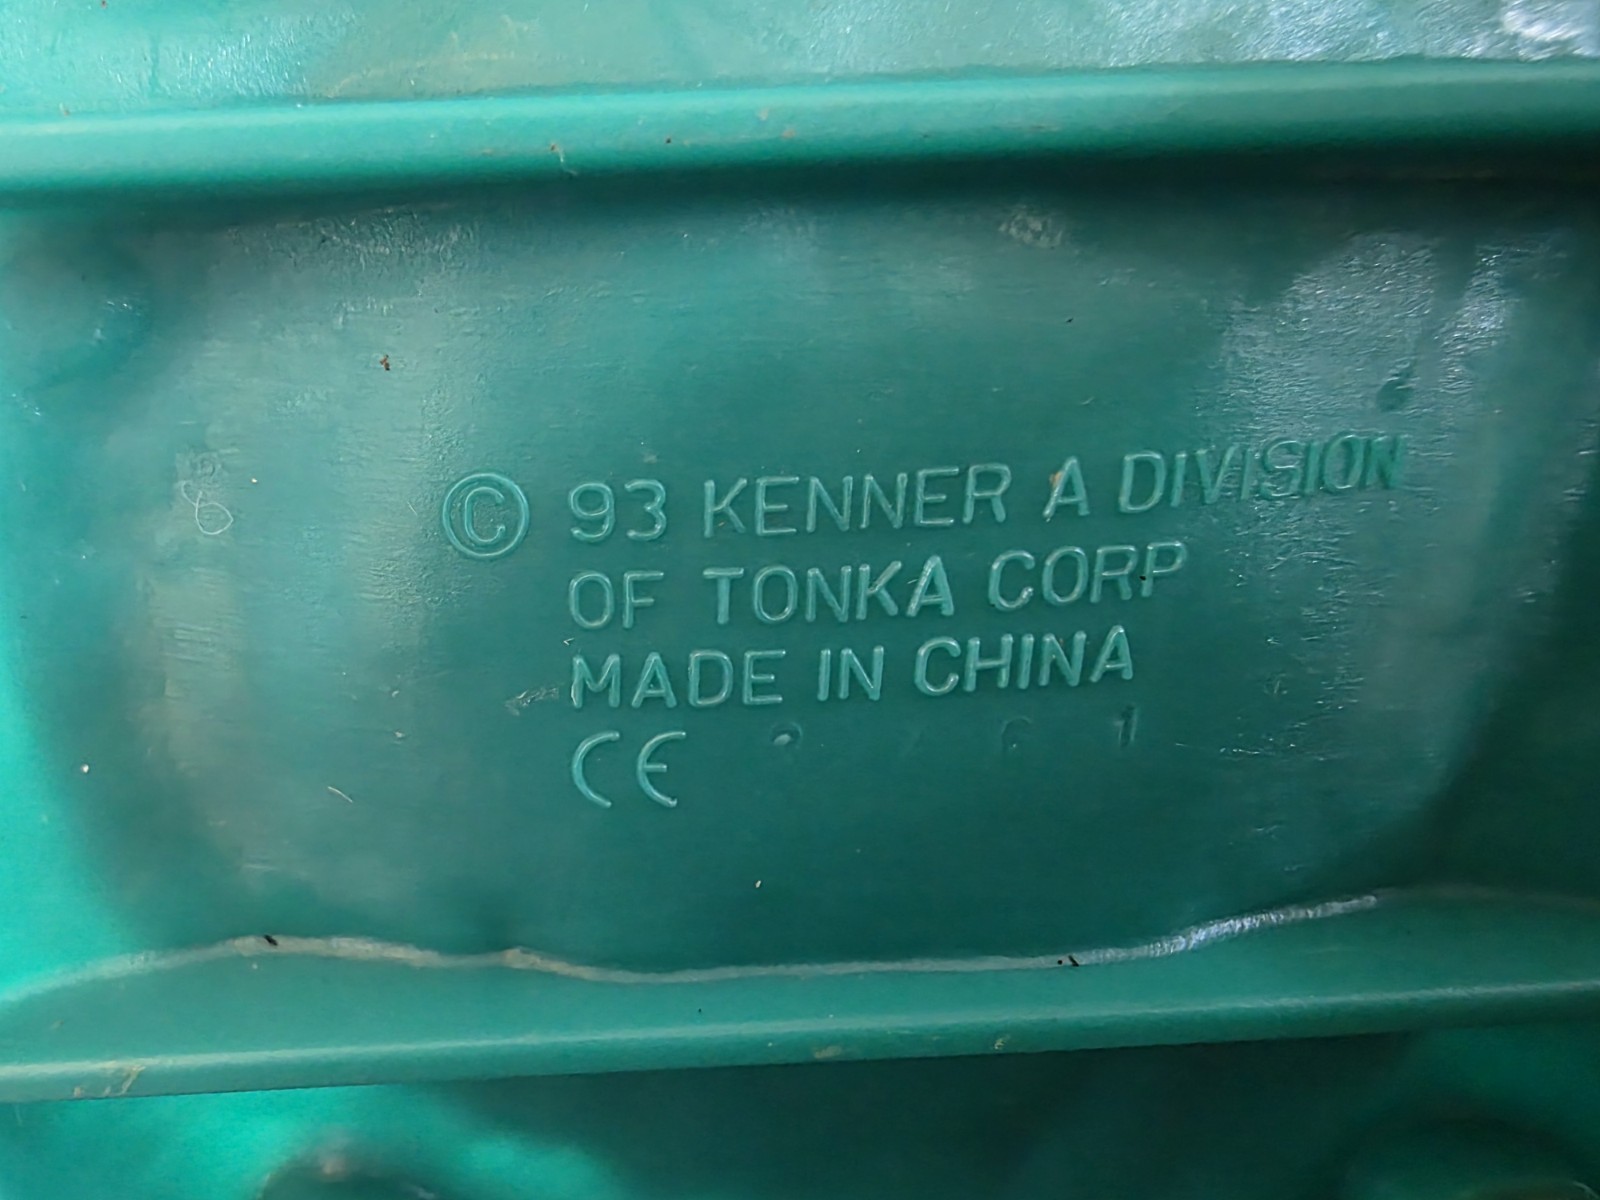 © 93 KENNER A DIVISION
OF TONKA CORP
MADE IN CHINA
CE